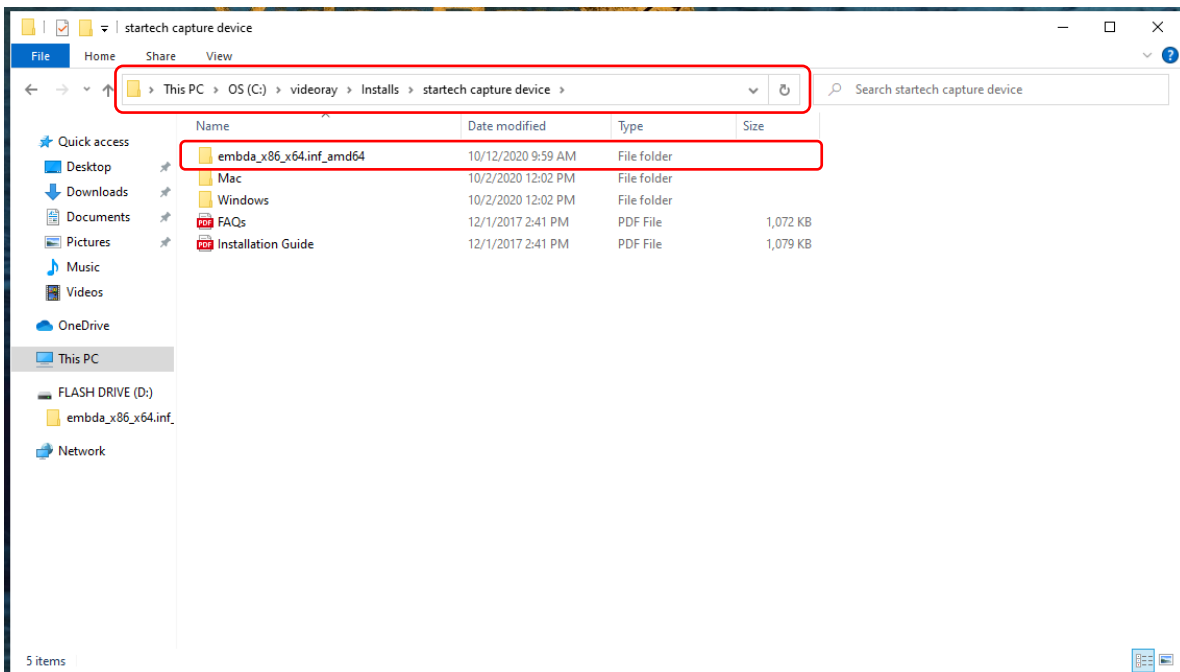 startech capture device
File Home Share View
This PC > OS (C:) > videoray > Installs > startech capture device >
Search startech capture device
Name Date modified Type Size
embda_x86_x64.inf_amd64 10/12/2020 9:59 AM File folder
Mac 10/2/2020 12:02 PM File folder
Windows 10/2/2020 12:02 PM File folder
PDF FAQs 12/1/2017 2:41 PM PDF File 1,072 KB
PDF Installation Guide 12/1/2017 2:41 PM PDF File 1,079 KB
Quick access
Desktop
Downloads
Documents
Pictures
Music
Videos
OneDrive
This PC
FLASH DRIVE (D:)
embda_x86_x64.inf_
Network
5 items